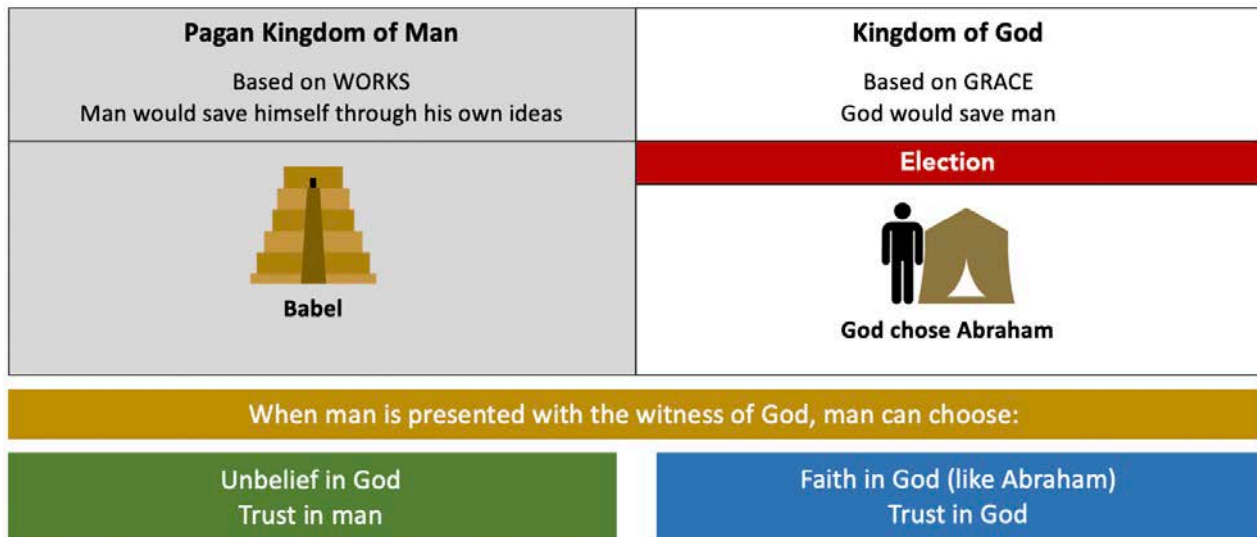 Pagan Kingdom of Man
Based on WORKS
Man would save himself through his own ideas
Babel
Kingdom of God
Based on GRACE
God would save man
Election
God chose Abraham
When man is presented with the witness of God, man can choose:
Unbelief in God
Trust in man
Faith in God (like Abraham)
Trust in God